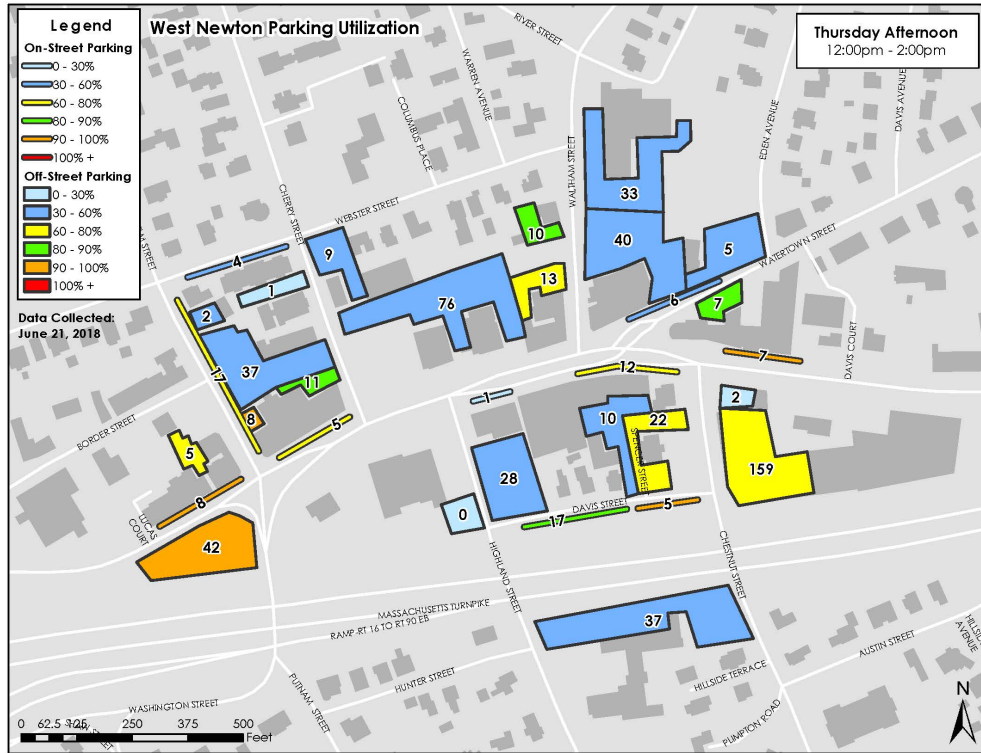 West Newton Parking Utilization
Thursday Afternoon
12:00pm - 2:00pm
Legend
On-Street Parking
0 - 30%
30 - 60%
60 - 80%
80 - 90%
90 - 100%
100% +
Off-Street Parking
0 - 30%
30 - 60%
60 - 80%
80 - 90%
90 - 100%
100% +
Data Collected:
June 21, 2018
RIVER STREET
WARREN AVENUE
COLUMBUS PLACE
WALTHAM STREET
EDEN AVENUE
DAVIS AVENUE
CHERRY STREET
WEBSTER STREET
WATERTOWN STREET
STREET
33
10
40
5
9
4
1
13
76
6
7
2
17
37
11
12
7
DAVIS COURT
8
5
1
10
22
2
BORDER STREET
5
SPENCER STREET
28
159
8
0
17
DAVIS STREET
5
LUCAS
COURT
42
HIGHLAND STREET
CHESTNUT STREET
MASSACHUSETTS TURNPIKE
RAMP-RT 16 TO RT 90 EB
37
AUSTIN STREET
HILLSIDE
AVENUE
HUNTER STREET
HILLSIDE TERRACE
PUTNAM STREET
WASHINGTON STREET
PLIMPTON ROAD
STREET
0 62.5 125 250 375 500
Feet
N